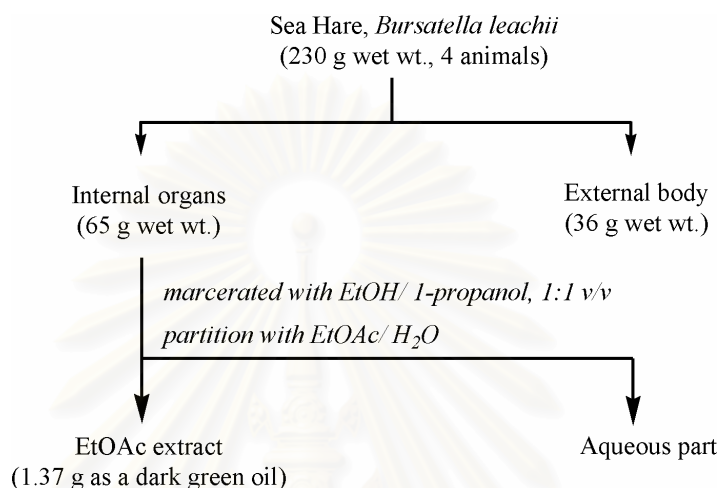 Sea Hare, Bursatella leachii
(230 g wet wt., 4 animals)
Internal organs
(65 g wet wt.)
External body
(36 g wet wt.)
marcerated with EtOH/ 1-propanol, 1:1 v/v
partition with EtOAc/ H₂O
EtOAc extract
(1.37 g as a dark green oil)
Aqueous part